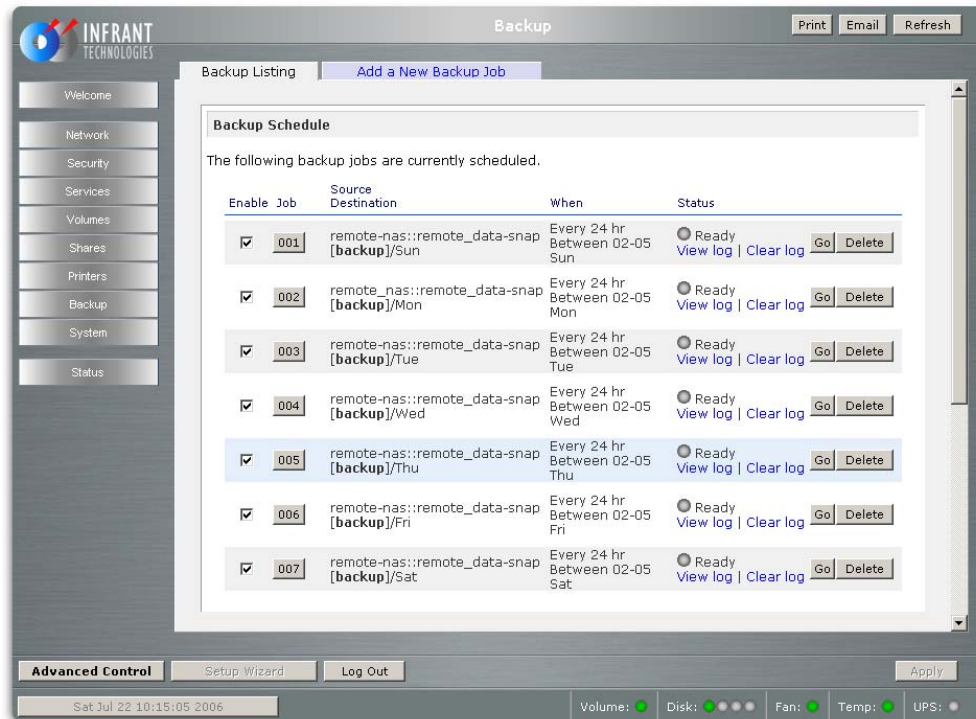 INFRANT
TECHNOLOGIES
Backup
Print Email Refresh
Backup Listing Add a New Backup Job
Welcome
Network
Security
Services
Volumes
Shares
Printers
Backup
System
Status
Backup Schedule
The following backup jobs are currently scheduled.
Enable Job Source Destination When Status
001 remote-nas::remote_data-snap Every 24 hr Ready
[backup]/Sun Between 02-05 Sun View log | Clear log Go Delete
002 remote_nas::remote_data-snap Every 24 hr Ready
[backup]/Mon Between 02-05 Mon View log | Clear log Go Delete
003 remote-nas::remote_data-snap Every 24 hr Ready
[backup]/Tue Between 02-05 Tue View log | Clear log Go Delete
004 remote-nas::remote_data-snap Every 24 hr Ready
[backup]/Wed Between 02-05 Wed View log | Clear log Go Delete
005 remote-nas::remote_data-snap Every 24 hr Ready
[backup]/Thu Between 02-05 Thu View log | Clear log Go Delete
006 remote-nas::remote_data-snap Every 24 hr Ready
[backup]/Fri Between 02-05 Fri View log | Clear log Go Delete
007 remote-nas::remote_data-snap Every 24 hr Ready
[backup]/Sat Between 02-05 Sat View log | Clear log Go Delete
Advanced Control Setup Wizard Log Out Apply
Sat Jul 22 10:15:05 2006 Volume: Disk: Fan: Temp: UPS: